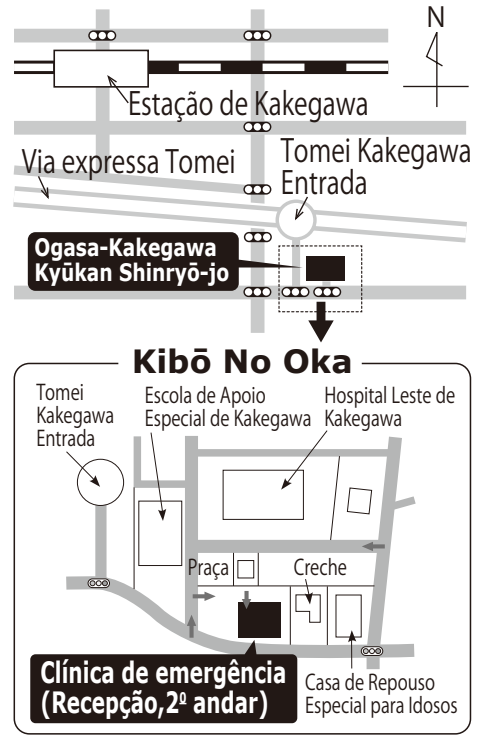 N
Estação de Kakegawa
Via expressa Tomei
Tomei Kakegawa
Entrada
Ogasa-Kakegawa
Kyūkan Shinryō-jo
Kibō No Oka
Tomei
Kakegawa
Entrada
Escola de Apoio
Especial de Kakegawa
Hospital Leste de
Kakegawa
Praça
Creche
Clínica de emergência
(Recepção,2º andar)
Casa de Repouso
Especial para Idosos